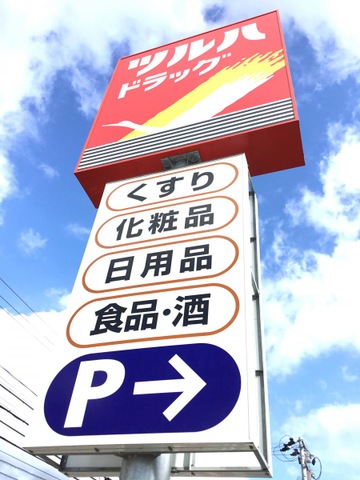 ツルハ
ドラッグ
くすり
化粧品
日用品
食品・酒
P→